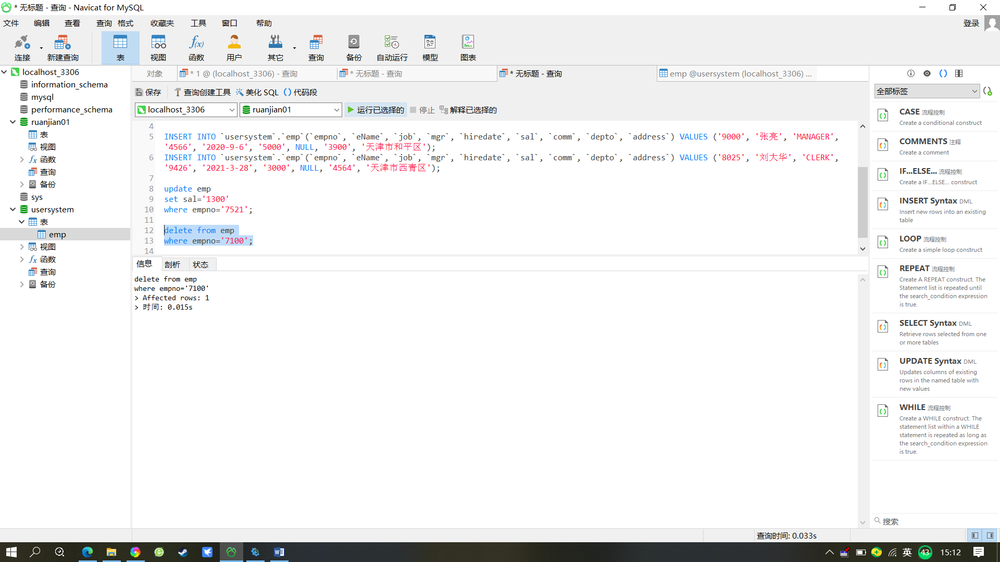 * 无标题 - 查询 - Navicat for MySQL
文件 编辑 查看 查询 格式 收藏夹 工具 窗口 帮助 登录
连接 新建查询 表 视图 函数 用户 其它 查询 备份 自动运行 模型 图表
localhost_3306
information_schema
mysql
performance_schema
ruanjian01
表
视图
函数
查询
备份
sys
usersystem
表
emp
视图
函数
查询
备份
对象 * 1 @ (localhost_3306) - 查询 * 无标题 - 查询 * 无标题 - 查询 emp @usersystem (localhost_3306) ...
保存 查询创建工具 美化 SQL () 代码段
localhost_3306 ruanjian01 运行已选择的 停止 解释已选择的
4
5 INSERT INTO `usersystem`.`emp`(`empno`, `eName`, `job`, `mgr`, `hiredate`, `sal`, `comm`, `depto`, `address`) VALUES ('9000', '张亮', 'MANAGER',
'4566', '2020-9-6', '5000', NULL, '3900', '天津市和平区');
6 INSERT INTO `usersystem`.`emp`(`empno`, `eName`, `job`, `mgr`, `hiredate`, `sal`, `comm`, `depto`, `address`) VALUES ('8025', '刘大华', 'CLERK',
'9426', '2021-3-28', '3000', NULL, '4564', '天津市西青区');
7
8 update emp
9 set sal='1300'
10 where empno='7521';
11
12 delete from emp
13 where empno='7100';
14
信息 剖析 状态
delete from emp
where empno='7100'
> Affected rows: 1
> 时间: 0.015s
全部标签
CASE 流程控制
Create a conditional construct
COMMENTS 注释
Create a comment
IF...ELSE... 流程控制
Create a IF...ELSE... construct
INSERT Syntax DML
Insert new rows into an existing
table
LOOP 流程控制
Create a simple loop construct
REPEAT 流程控制
Create A REPEAT construct. The
Statement list is repeated until
the search_condition expression
is true.
SELECT Syntax DML
Retrieve rows selected from one
or more tables
UPDATE Syntax DML
Updates columns of existing
rows in the named table with
new values
WHILE 流程控制
Create a WHILE construct. The
statement list within a WHILE
statement is repeated as long as
the search_condition expression
is true.
搜索
查询时间: 0.033s
英 43 15:12